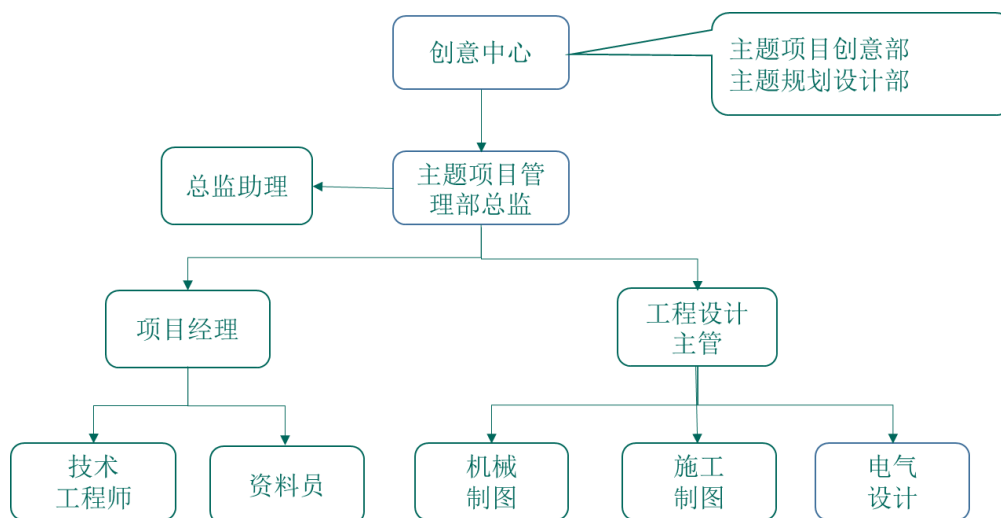 创意中心
主题项目创意部
主题规划设计部
总监助理
主题项目管
理部总监
项目经理
工程设计
主管
技术
工程师
资料员
机械
制图
施工
制图
电气
设计